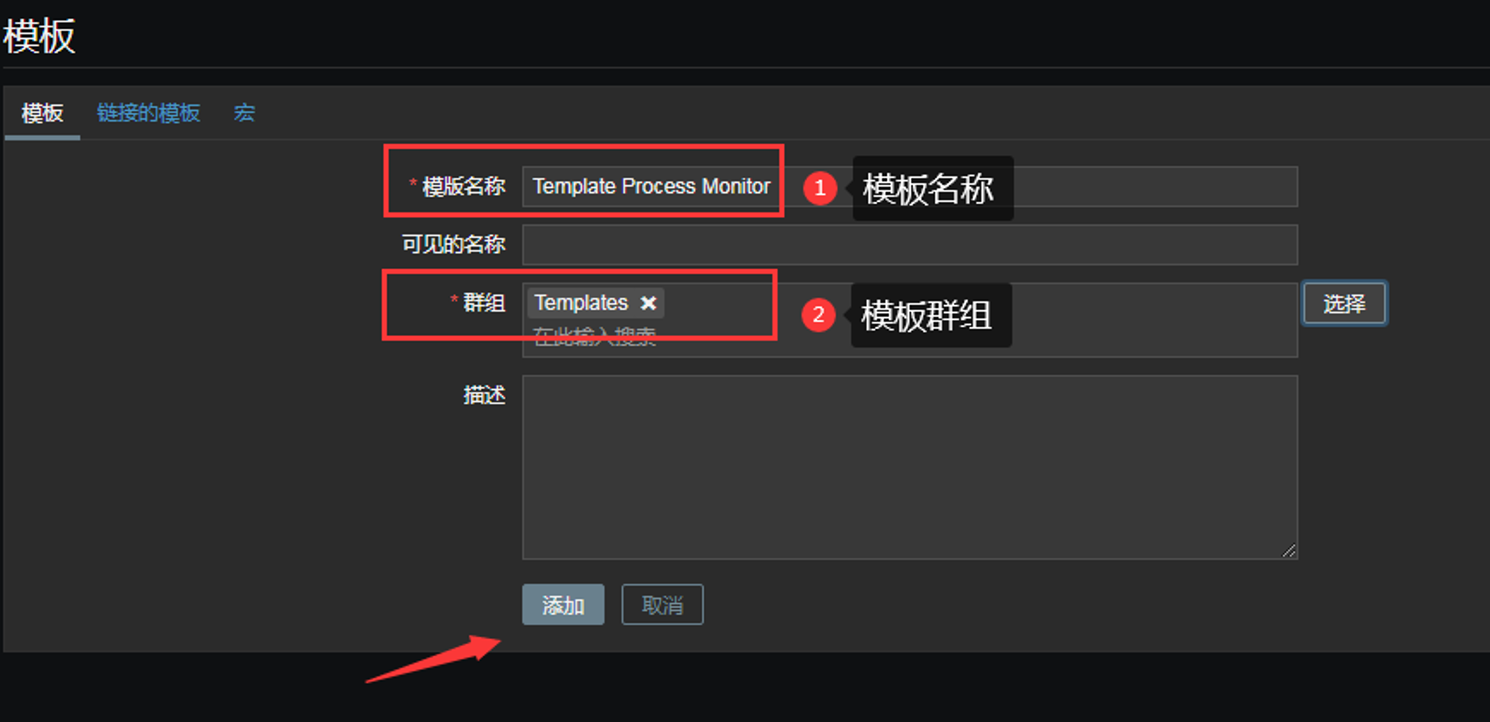 模板
模板 链接的模板 宏
* 模版名称 Template Process Monitor 1 模板名称
可见的名称
* 群组 Templates ✖ 2 模板群组 选择
在此输入搜索
描述
添加 取消